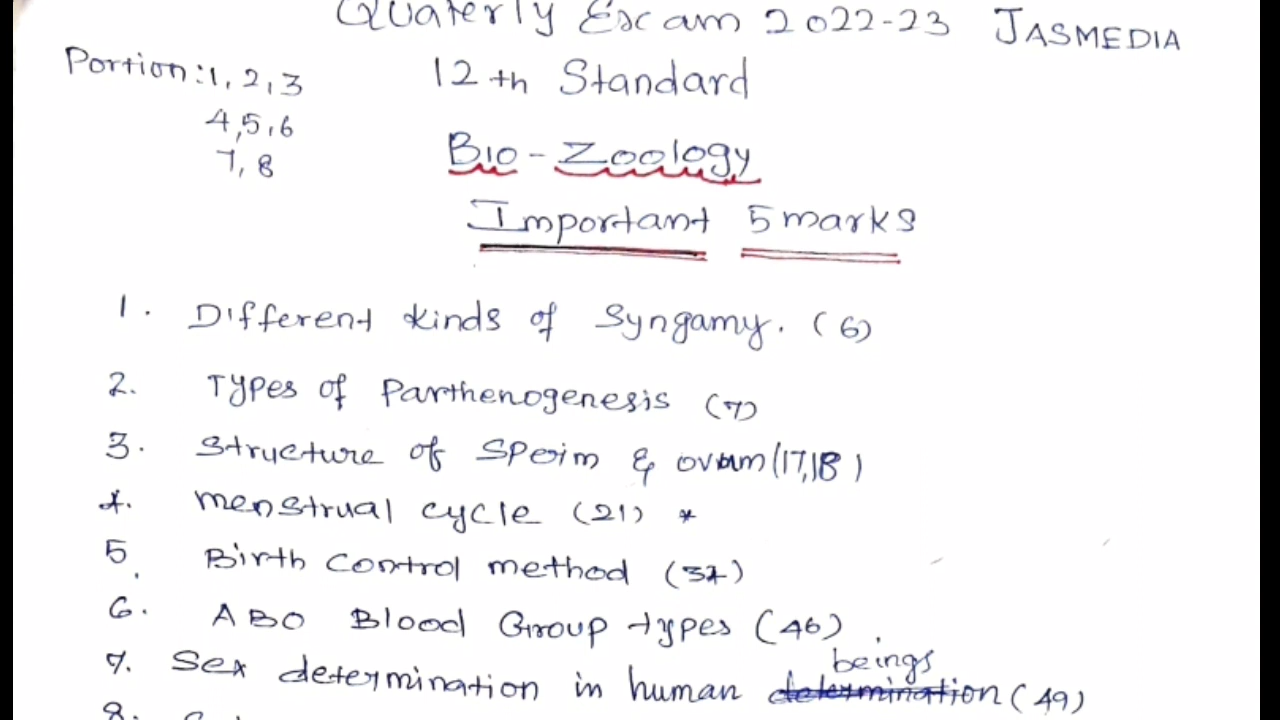 Quaterly Excam 2022-23 JASMEDIA
Portion: 1, 2, 3
4, 5, 6
7, 8
12th Standard
Bio-Zoology
Important 5 marks
1. Different kinds of Syngamy. (6)
2. Types of Parthenogenesis (7)
3. Structure of Sperm & ovum (17,18)
4. menstrual cycle (21) *
5. Birth control method (37)
6. ABO Blood Group types (46)
7. Sex determination in human beings (49)
8.